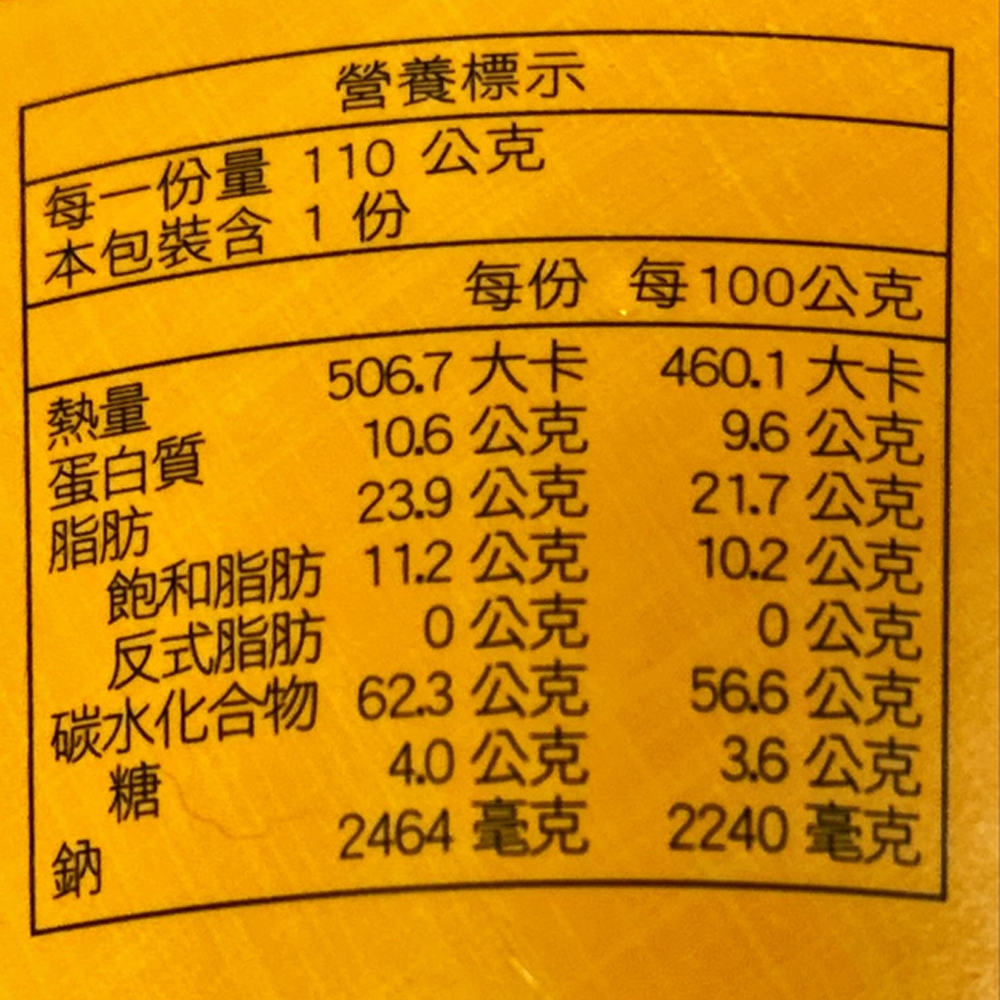 營養標示
每一份量 110 公克
本包裝含 1 份
每份 每100公克
熱量 506.7 大卡 460.1 大卡
蛋白質 10.6 公克 9.6 公克
脂肪 23.9 公克 21.7 公克
飽和脂肪 11.2 公克 10.2 公克
反式脂肪 0 公克 0 公克
碳水化合物 62.3 公克 56.6 公克
糖 4.0 公克 3.6 公克
鈉 2464 毫克 2240 毫克